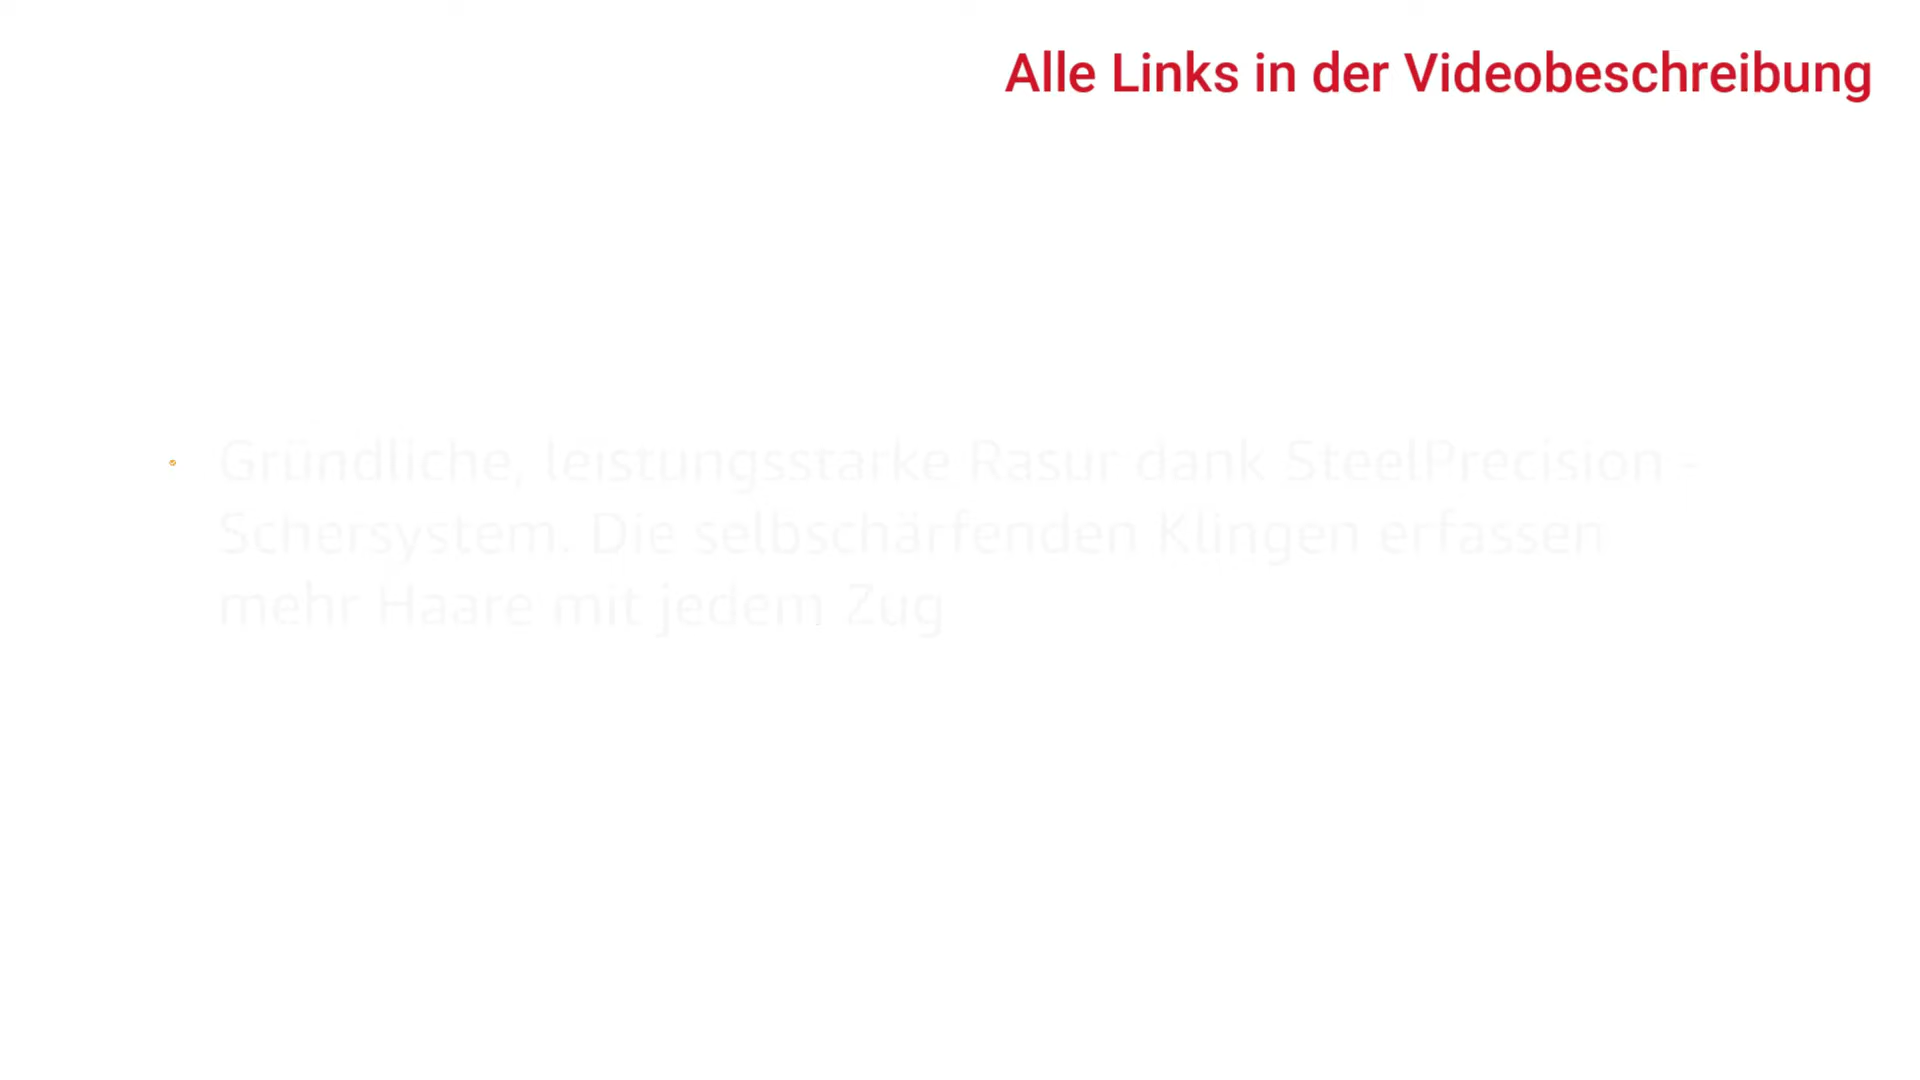 Alle Links in der Videobeschreibung
Gründliche, leistungsstarke Rasur dank SteelPrecision -
Schersystem. Die selbschärfenden Klingen erfassen
mehr Haare mit jedem Zug